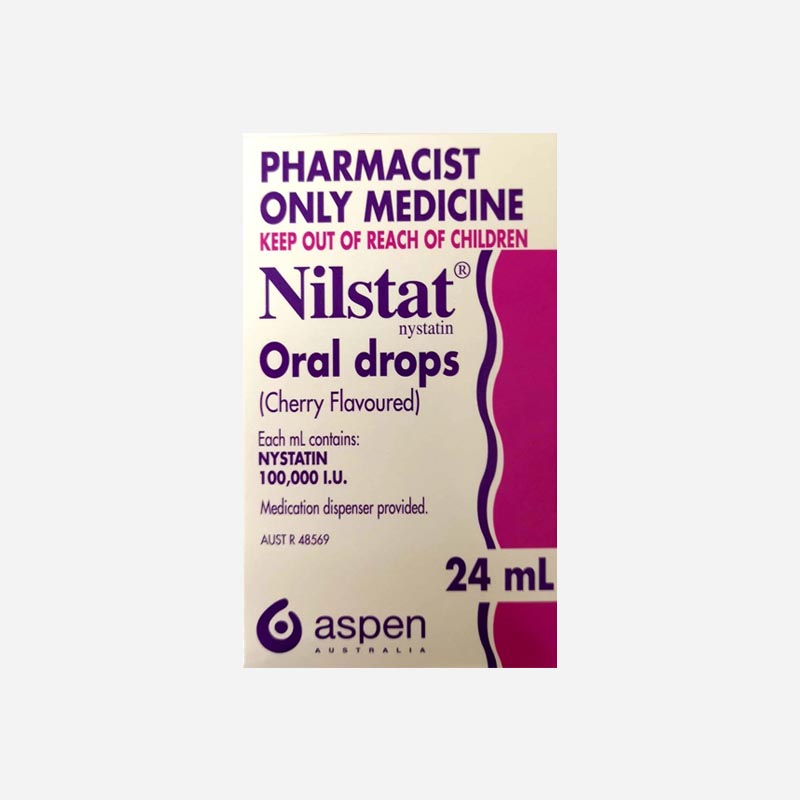 PHARMACIST
ONLY MEDICINE
KEEP OUT OF REACH OF CHILDREN
Nilstat®
nystatin
Oral drops
(Cherry Flavoured)
Each mL contains:
NYSTATIN
100,000 I.U.
Medication dispenser provided.
AUST R 48569
24 mL
aspen
AUSTRALIA